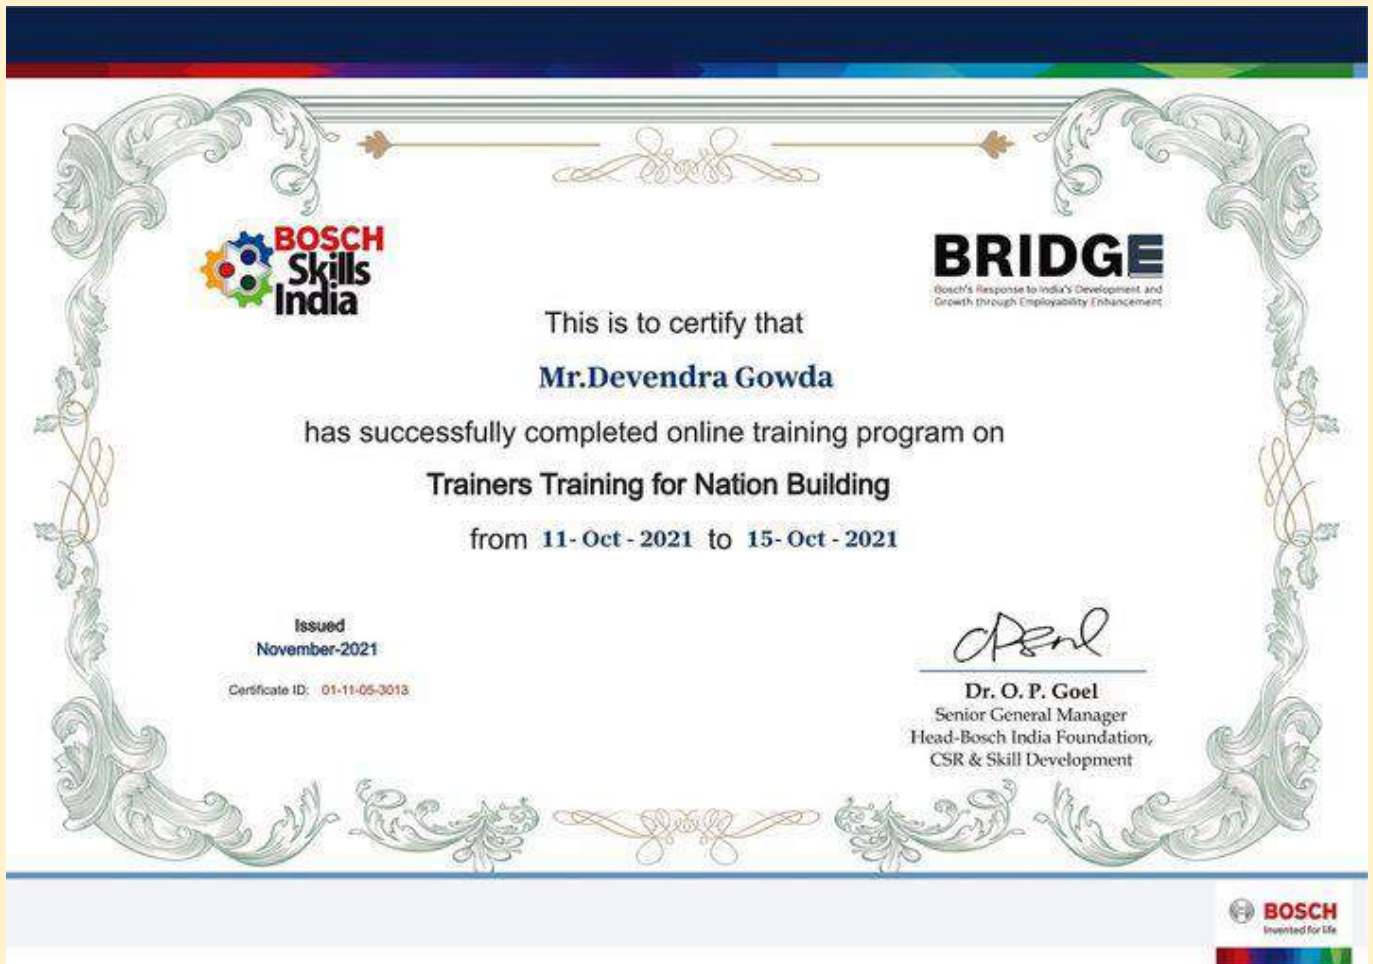 BOSCH
Skills
India
BRIDGE
Bosch's Response to India's Development and
Growth through Employability Enhancement
This is to certify that
Mr.Devendra Gowda
has successfully completed online training program on
Trainers Training for Nation Building
from 11- Oct - 2021 to 15- Oct - 2021
Issued
November-2021
Certificate ID: 01-11-05-3013
Dr. O. P. Goel
Senior General Manager
Head-Bosch India Foundation,
CSR & Skill Development
BOSCH
Invented for life